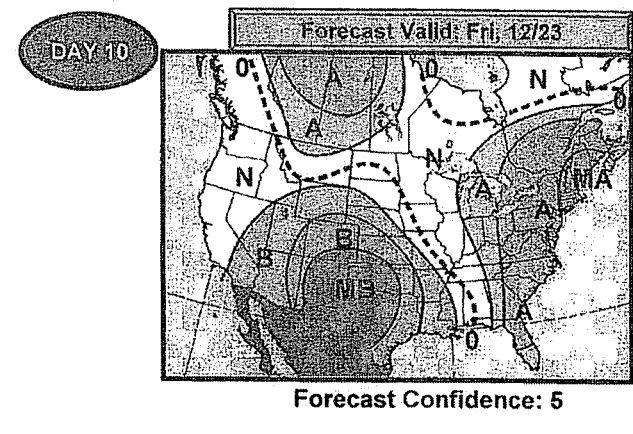 Forecast Valid: Fri, 12/23
DAY 10
0 A A 0 N 0
A
N N A MA
A
B B
MB
A
0
Forecast Confidence: 5